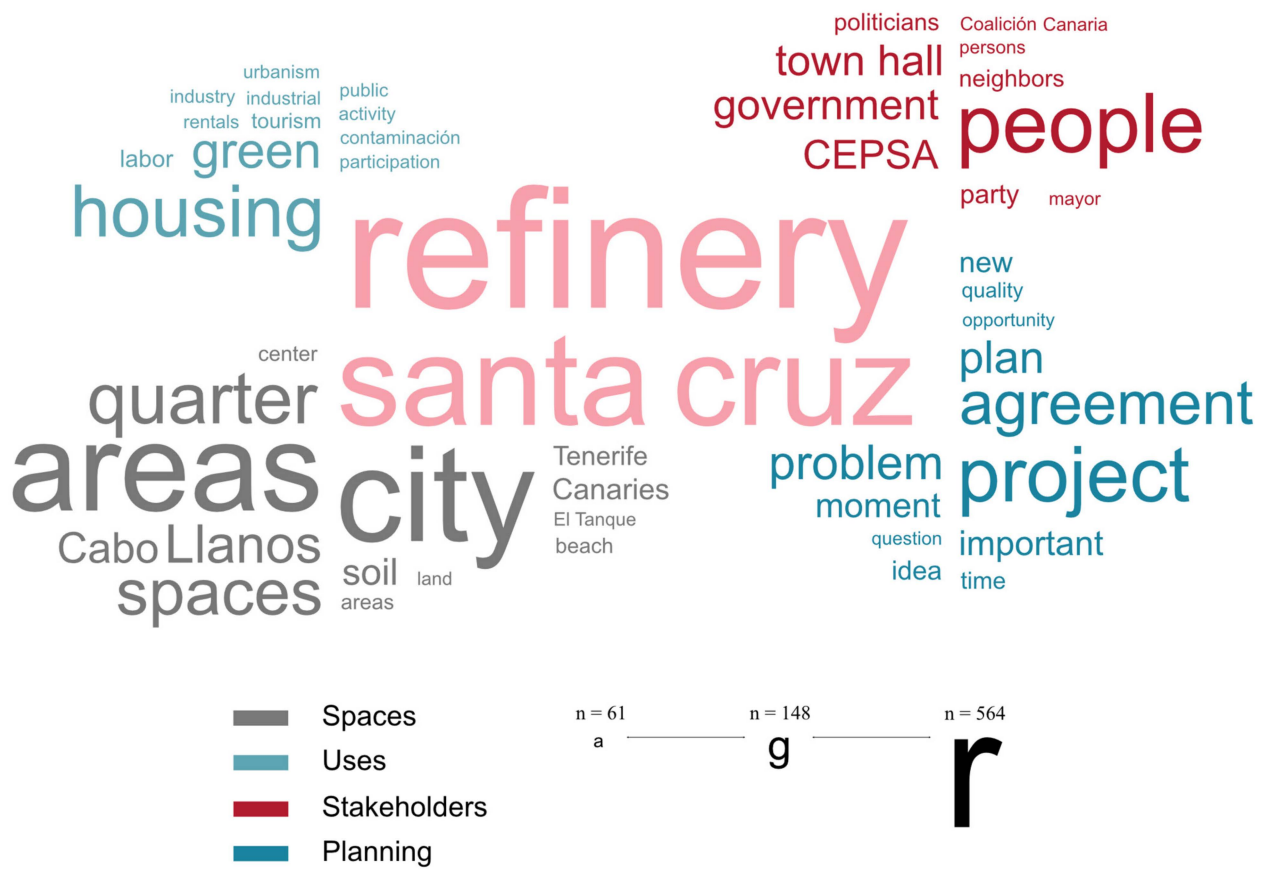 urbanism
industry industrial
rentals tourism
labor green
housing
public
activity
contaminación
participation
politicians
town hall
government
CEPSA
Coalición Canaria
persons
neighbors
people
party mayor
refinery
santa cruz
center
quarter
areas
Cabo Llanos
spaces
city
soil land
areas
Tenerife
Canaries
El Tanque
beach
new
quality
opportunity
plan
agreement
project
important
time
problem
moment
question
idea
Spaces
Uses
Stakeholders
Planning
n = 61 n = 148 n = 564
a g r